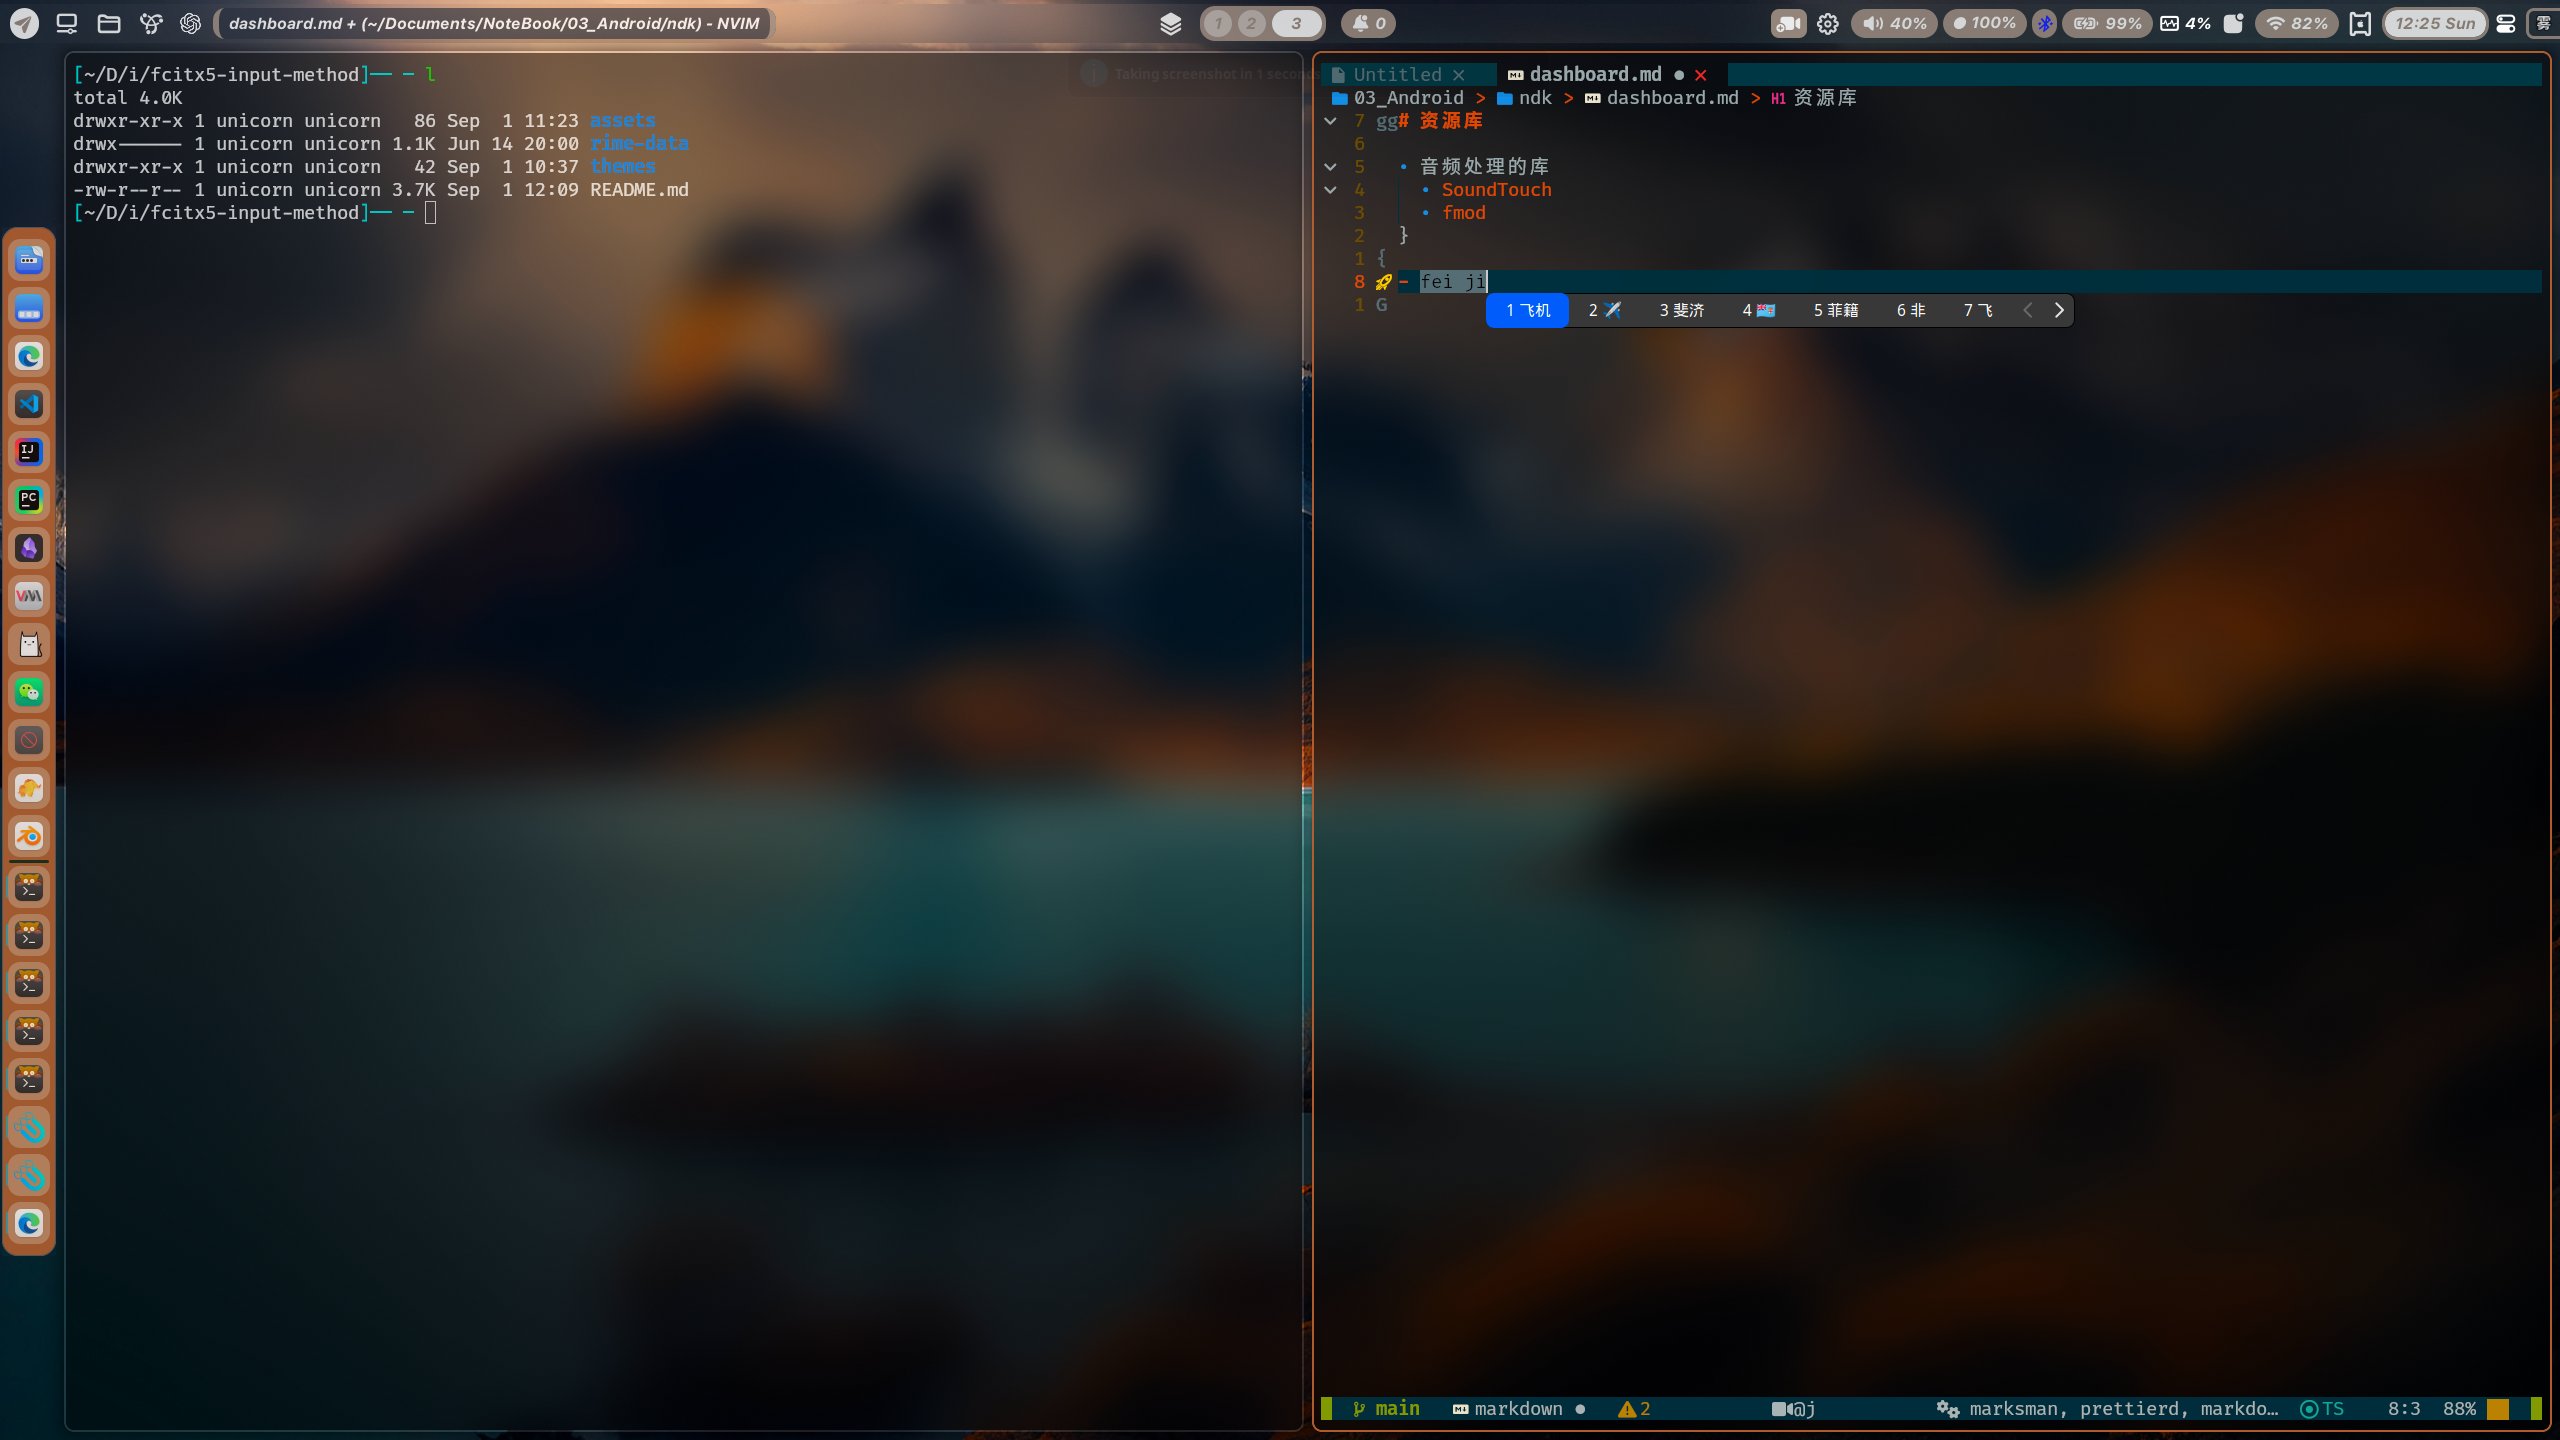 dashboard.md + (~/Documents/NoteBook/03_Android/ndk) - NVIM
1 2 3
0
40% 100% 99% 4% 82% 12:25 Sun 雾
[~/D/i/fcitx5-input-method]── ─ l
total 4.0K
drwxr-xr-x 1 unicorn unicorn   86 Sep  1 11:23 assets
drwx------ 1 unicorn unicorn 1.1K Jun 14 20:00 rime-data
drwxr-xr-x 1 unicorn unicorn   42 Sep  1 10:37 themes
-rw-r--r-- 1 unicorn unicorn 3.7K Sep  1 12:09 README.md
[~/D/i/fcitx5-input-method]── ─
Taking screenshot in 1 seconds
Untitled × dashboard.md ● ×
03_Android > ndk > dashboard.md > H1 资源库
7 gg# 资源库
6
5 • 音频处理的库
4 • SoundTouch
3 • fmod
2 }
1 {
8 🚀 - fei ji
1 G
1 飞机 2 ✈️ 3 斐济 4 🇫🇯 5 菲籍 6 非 7 飞 < >
IJ
PC
main markdown ● 2 @j marksman, prettierd, markdo… TS 8:3 88%